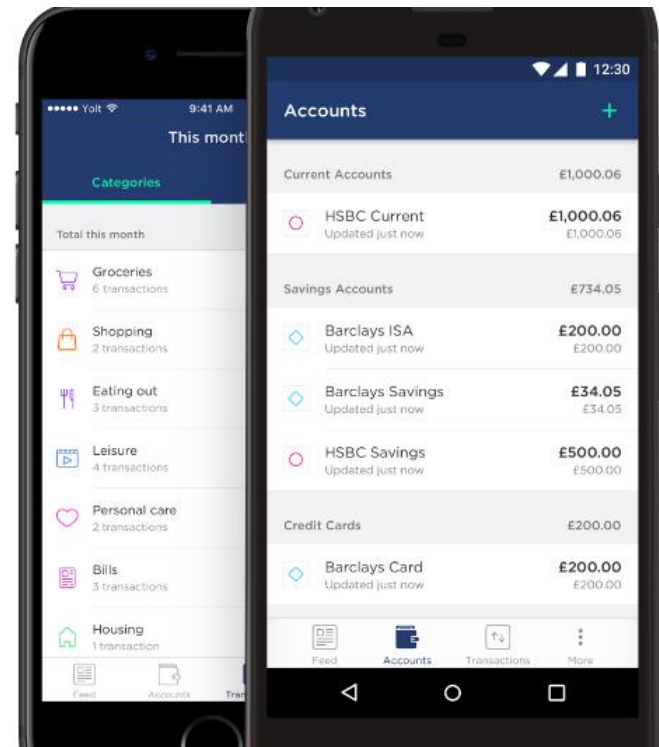 Yolt
9:41 AM
This mont
Categories
Total this month
Groceries
6 transactions
Shopping
2 transactions
Eating out
3 transactions
Leisure
4 transactions
Personal care
2 transactions
Bills
3 transactions
Housing
1 transaction
Feed
Accounts
Tran
12:30
Accounts
+
Current Accounts
£1,000.06
HSBC Current
£1,000.06
Updated just now
£1,000.06
Savings Accounts
£734.05
Barclays ISA
£200.00
Updated just now
£200.00
Barclays Savings
£34.05
Updated just now
£34.05
HSBC Savings
£500.00
Updated just now
£500.00
Credit Cards
£200.00
Barclays Card
£200.00
Updated just now
£200.00
Feed
Accounts
Transactions
More